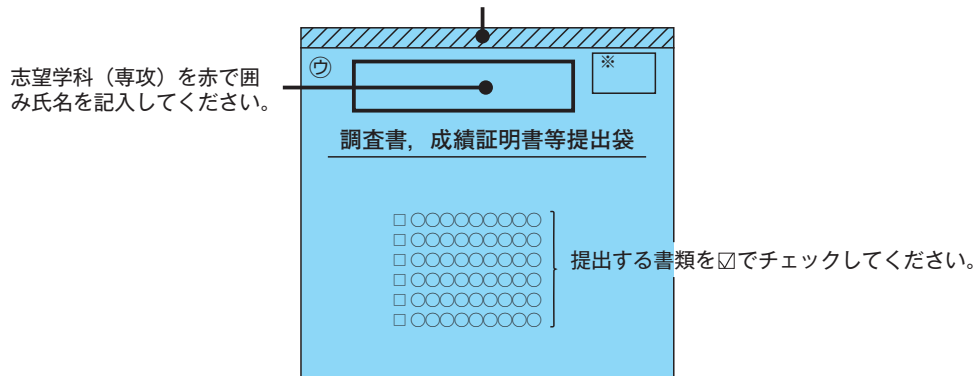 ㋒
※
志望学科（専攻）を赤で囲
み氏名を記入してください。
調査書，成績証明書等提出袋
□○○○○○○○○○
□○○○○○○○○○
□○○○○○○○○○
□○○○○○○○○○
□○○○○○○○○○
□○○○○○○○○○
提出する書類を☑でチェックしてください。